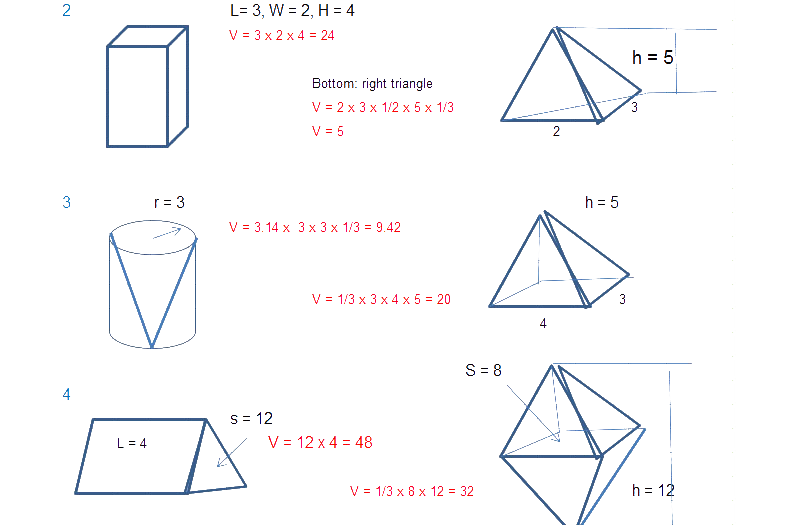 2
L= 3, W = 2, H = 4
V = 3 x 2 x 4 = 24
h = 5
Bottom: right triangle
V = 2 x 3 x 1/2 x 5 x 1/3
3
V = 5
2
3
r = 3
h = 5
V = 3.14 x 3 x 3 x 1/3 = 9.42
V = 1/3 x 3 x 4 x 5 = 20
3
4
S = 8
4
s = 12
L = 4
V = 12 x 4 = 48
V = 1/3 x 8 x 12 = 32
h = 12